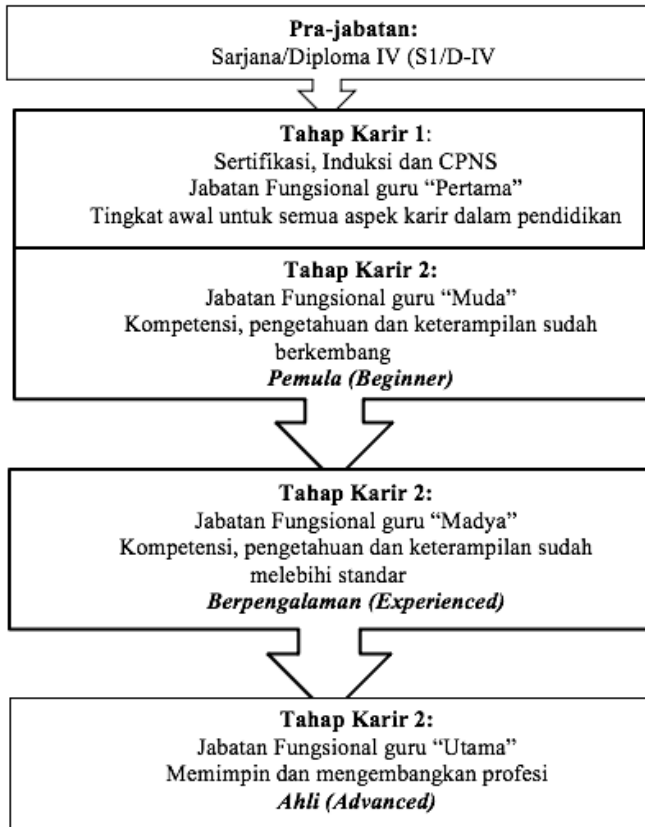 Pra-jabatan:
Sarjana/Diploma IV (S1/D-IV
Tahap Karir 1:
Sertifikasi, Induksi dan CPNS
Jabatan Fungsional guru “Pertama”
Tingkat awal untuk semua aspek karir dalam pendidikan
Tahap Karir 2:
Jabatan Fungsional guru “Muda”
Kompetensi, pengetahuan dan keterampilan sudah
berkembang
Pemula (Beginner)
Tahap Karir 2:
Jabatan Fungsional guru “Madya”
Kompetensi, pengetahuan dan keterampilan sudah
melebihi standar
Berpengalaman (Experienced)
Tahap Karir 2:
Jabatan Fungsional guru “Utama”
Memimpin dan mengembangkan profesi
Ahli (Advanced)